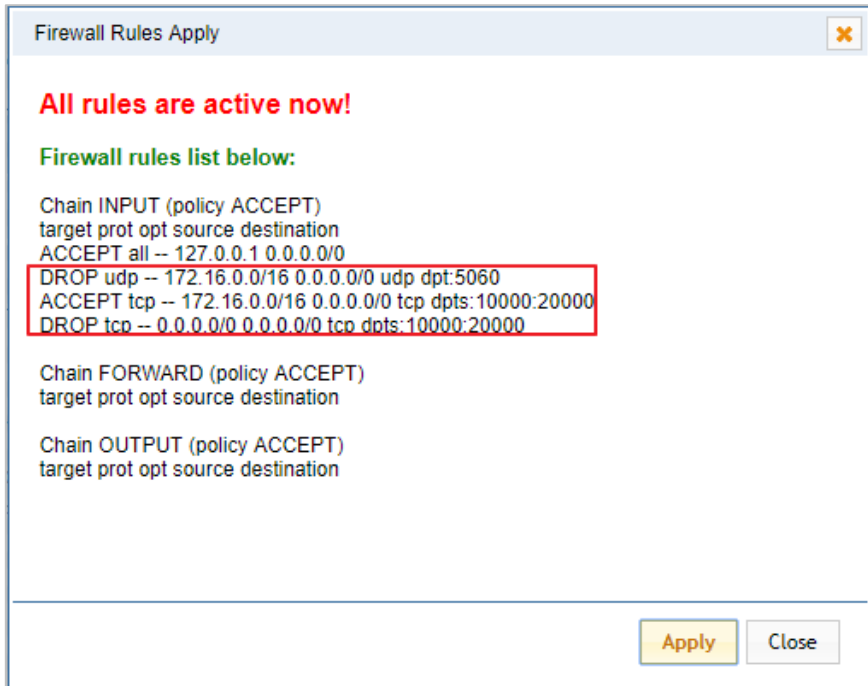 Firewall Rules Apply
All rules are active now!
Firewall rules list below:
Chain INPUT (policy ACCEPT)
target prot opt source destination
ACCEPT all -- 127.0.0.1 0.0.0.0/0
DROP udp -- 172.16.0.0/16 0.0.0.0/0 udp dpt:5060
ACCEPT tcp -- 172.16.0.0/16 0.0.0.0/0 tcp dpts:10000:20000
DROP tcp -- 0.0.0.0/0 0.0.0.0/0 tcp dpts:10000:20000
Chain FORWARD (policy ACCEPT)
target prot opt source destination
Chain OUTPUT (policy ACCEPT)
target prot opt source destination
Apply Close